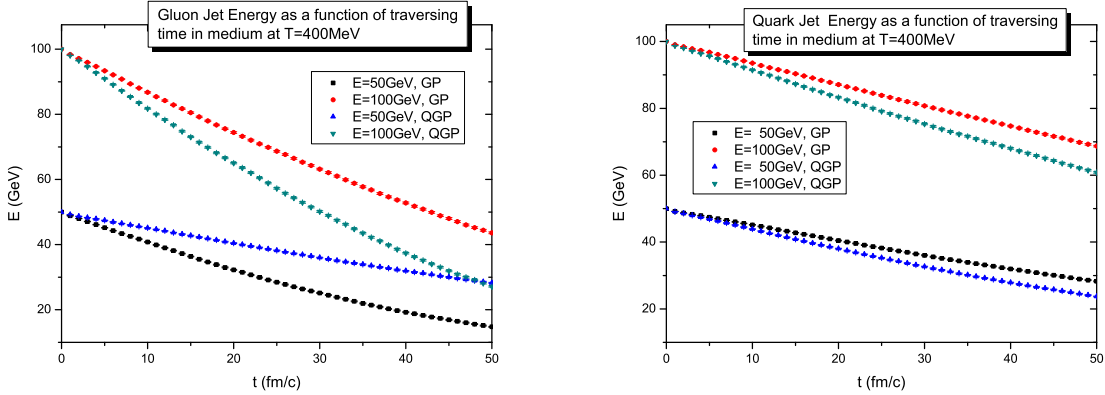 Gluon Jet Energy as a function of traversing
time in medium at T=400MeV
E=50GeV, GP
E=100GeV, GP
E=50GeV, QGP
E=100GeV, QGP
100
80
60
40
20
E (GeV)
0
10
20
30
40
50
t (fm/c)
Quark Jet Energy as a function of traversing
time in medium at T=400MeV
E= 50GeV, GP
E=100GeV, GP
E= 50GeV, QGP
E=100GeV, QGP
100
80
60
40
20
E (GeV)
0
10
20
30
40
50
t (fm/c)